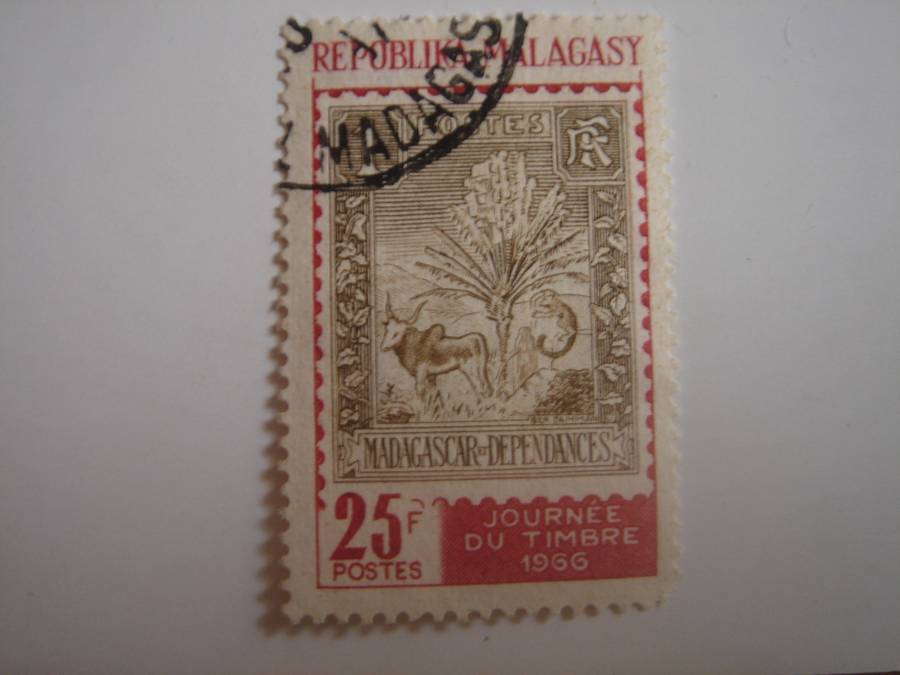 REPOBLIKA MALAGASY
MADAGAS
POSTES
RF
MADAGASCAR ET DEPENDANCES
25F
POSTES
JOURNÉE
DU TIMBRE
1966